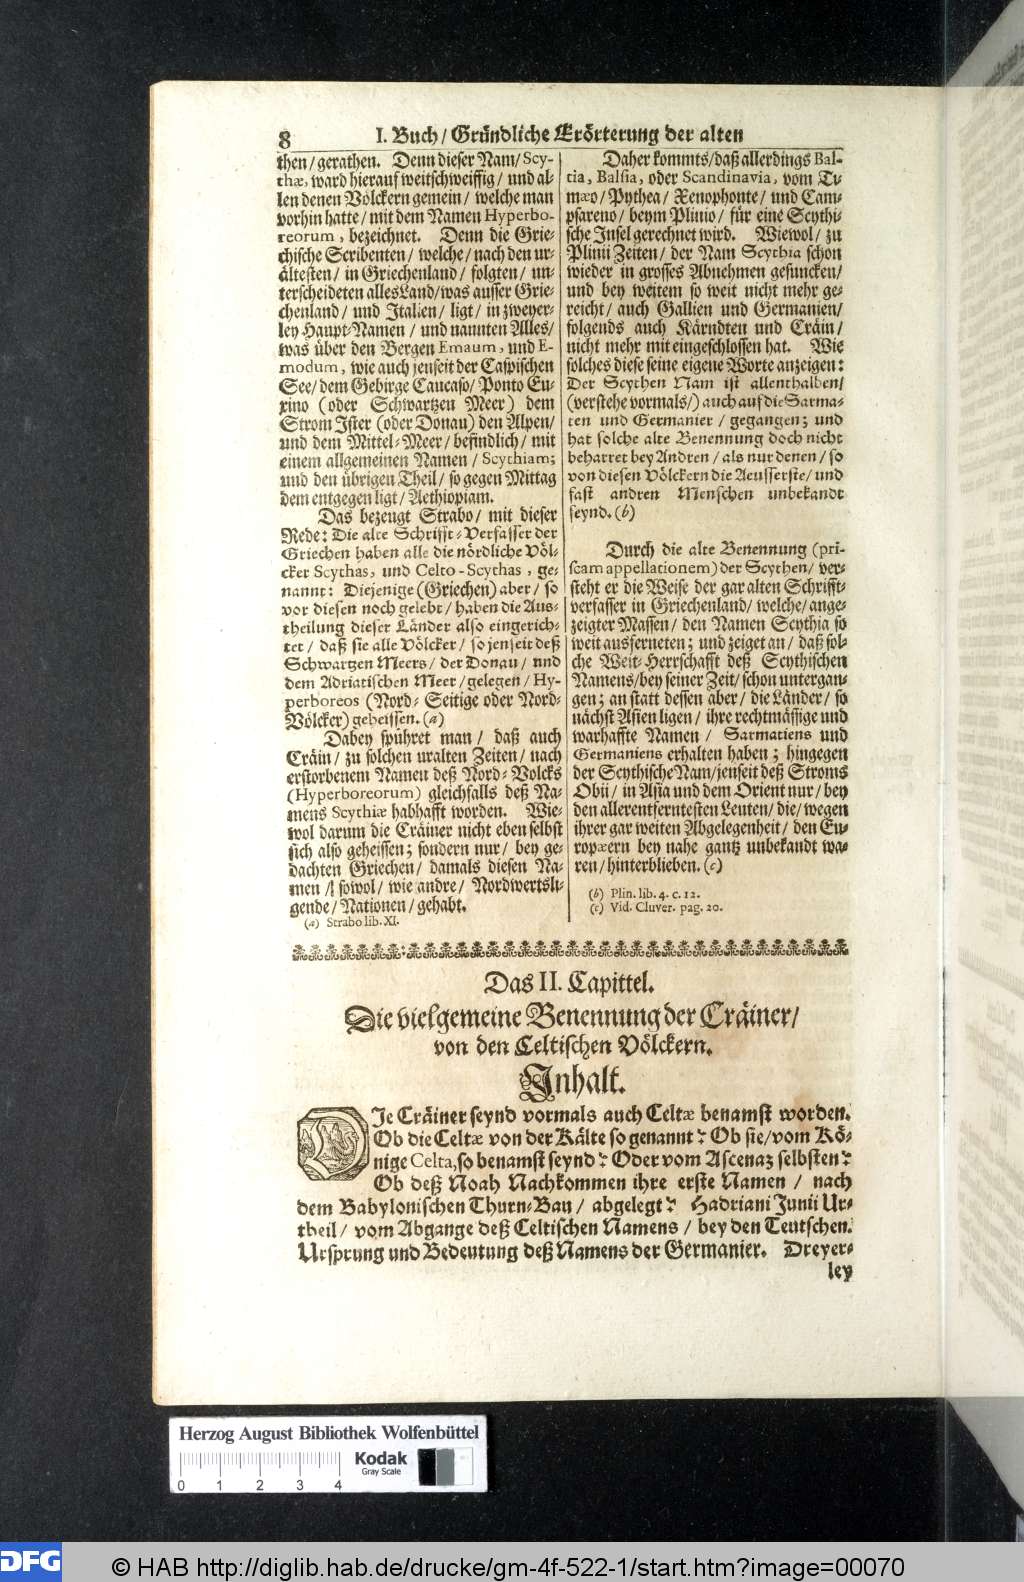 8 I. Buch / Gründliche Erörterung der alten
then / gerathen. Denn dieser Nam / Scy-
thæ, ward hierauf weitschweiffig / und al-
len denen Völckern gemein / welche man
vorhin hatte / mit dem Namen Hyperbo-
reorum, bezeichnet. Denn die Grie-
chische Scribenten / welche / nach den ur-
ältesten / in Griechenland / folgten / un-
terscheideten alles Land / was ausser Grie-
chenland / und Italien / ligt / in zweyer-
ley Haupt-Namen / und nannten Alles /
was über den Bergen Emaum, und E-
modum, wie auch jenseit der Caspischen
See / dem Gebirge Caucaso / Ponto Eu-
xino (oder Schwartzen Meer) dem
Strom Ister (oder Donau) den Alpen /
und dem Mittel-Meer / befindlich / mit
einem allgemeinen Namen / Scythiam;
und den übrigen Theil / so gegen Mittag
dem entgegen ligt / Aethiopiam.
Das bezeugt Strabo / mit dieser
Rede: Die alte Schrifft-Verfasser der
Griechen haben alle die nördliche Völ-
cker Scythas, und Celto-Scythas, ge-
nannt: Diejenige (Griechen) aber / so
vor diesen noch gelebt / haben die Aus-
theilung dieser Länder also eingerich-
tet / daß sie alle Völcker / so jenseit deß
Schwartzen Meers / der Donau / und
dem Adriatischen Meer / gelegen / Hy-
perboreos (Nord-Seitige oder Nord-
Völcker) geheissen. (a)
Dabey spühret man / daß auch
Cräin / zu solchen uralten Zeiten / nach
erstorbenem Namen deß Nord-Volcks
(Hyperboreorum) gleichfalls deß Na-
mens Scythiæ habhafft worden. Wie-
wol darum die Cräiner nicht eben selbst
sich also geheissen; sondern nur / bey ge-
dachten Griechen / damals diesen Na-
men / sowol / wie andre / Nordwertsli-
gende / Nationen / gehabt.
(a) Strabo lib. XI.
Daher kommts / daß allerdings Bal-
tia, Balsia, oder Scandinavia, vom Ti-
mæo / Pythea / Xenophonte / und Cam-
psareno / beym Plinio / für eine Scythi-
sche Insel gerechnet wird. Wiewol / zu
Plinii Zeiten / der Nam Scythia schon
wieder in grosses Abnehmen gesuncken /
und bey weitem so weit nicht mehr ge-
reicht / auch Gallien und Germanien /
folgends auch Kärndten und Cräin /
nicht mehr mit eingeschlossen hat. Wie
solches diese seine eigene Worte anzeigen:
Der Scythen Nam ist allenthalben /
(verstehe vormals /) auch auf die Sarma-
ten und Germanier / gegangen; und
hat solche alte Benennung doch nicht
beharret bey Andren / als nur denen / so
von diesen Völckern die Aeusserste / und
fast andren Menschen unbekandt
seynd. (b)
Durch die alte Benennung (pri-
scam appellationem) der Scythen / ver-
steht er die Weise der gar alten Schrifft-
verfasser in Griechenland / welche / ange-
zeigter Massen / den Namen Scythia so
weit ausferneten; und zeiget an / daß sol-
che Weit-Herrschafft deß Scythischen
Namens / bey seiner Zeit / schon untergan-
gen; an statt dessen aber / die Länder / so
nächst Asien ligen / ihre rechtmässige und
warhaffte Namen / Sarmatiens und
Germaniens erhalten haben; hingegen
der Scythische Nam / jenseit deß Stroms
Obii / in Asia und dem Orient nur / bey
den allerentferntesten Leuten / die / wegen
ihrer gar weiten Abgelegenheit / den Eu-
ropæern bey nahe gantz unbekandt wa-
ren / hinterblieben. (c)
(b) Plin. lib. 4. c. 12.
(c) Vid. Cluver. pag. 20.
Das II. Capittel.
Die vielgemeine Benennung der Cräiner /
von den Celtischen Völckern.
Inhalt.
DIe Cräiner seynd vormals auch Celtæ benamst worden.
Ob die Celtæ von der Kälte so genannt? Ob sie / vom Kö-
nige Celta, so benamst seynd? Oder vom Ascenaz selbsten?
Ob deß Noah Nachkommen ihre erste Namen / nach
dem Babylonischen Thurn-Bau / abgelegt? Hadriani Junii Ur-
theil / vom Abgange deß Celtischen Namens / bey den Teutschen.
Ursprung und Bedeutung deß Namens der Germanier. Dreyer-
ley
Herzog August Bibliothek Wolfenbüttel
Kodak
Gray Scale
0 1 2 3 4
DFG
© HAB http://diglib.hab.de/drucke/gm-4f-522-1/start.htm?image=00070